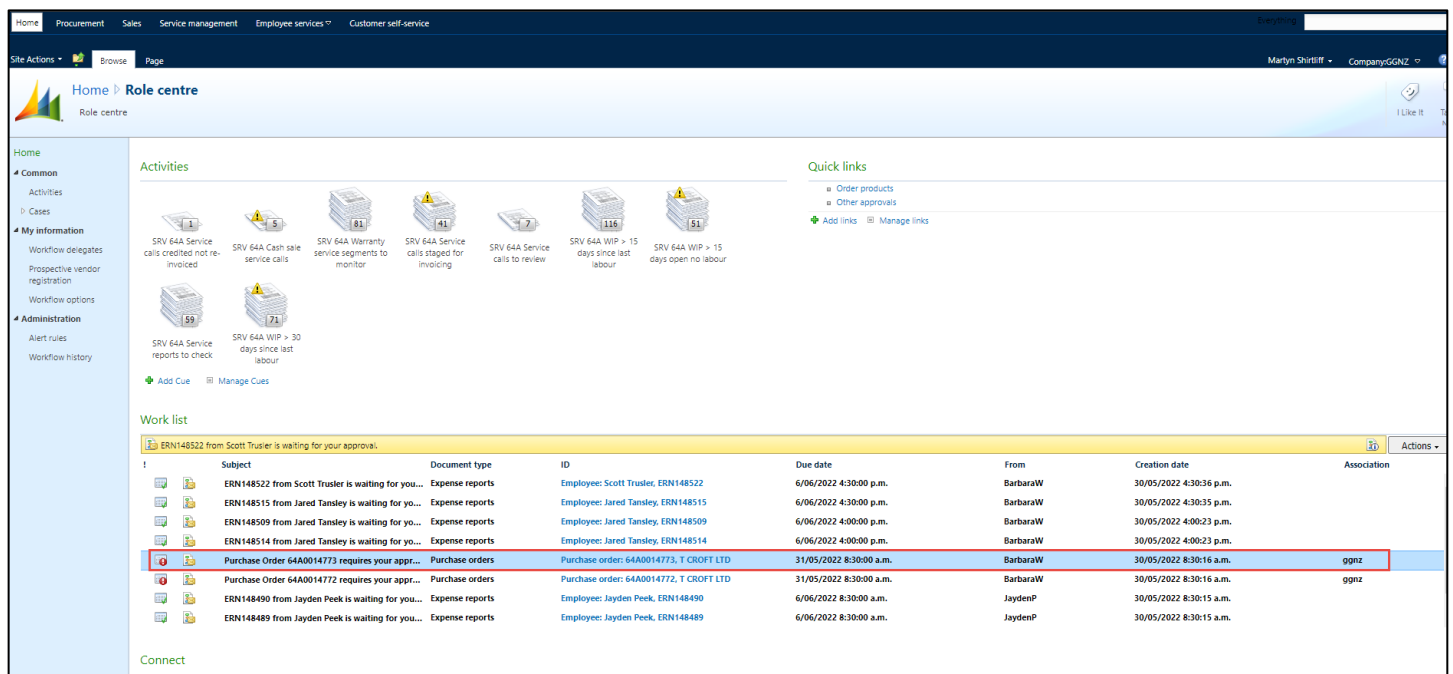 Home Procurement Sales Service management Employee services Customer self-service Everything
Site Actions Browse Page Martyn Shirtliff Company:GGNZ
Home Role centre
Role centre
I Like It
Home
Common
Activities
Cases
My information
Workflow delegates
Prospective vendor
registration
Workflow options
Administration
Alert rules
Workflow history
Activities
1
SRV 64A Service
calls credited not re-
invoiced
5
SRV 64A Cash sale
service calls
81
SRV 64A Warranty
service segments to
monitor
41
SRV 64A Service
calls staged for
invoicing
7
SRV 64A Service
calls to review
116
SRV 64A WIP > 15
days since last
labour
51
SRV 64A WIP > 15
days open no labour
59
SRV 64A Service
reports to check
71
SRV 64A WIP > 30
days since last
labour
Add Cue Manage Cues
Quick links
Order products
Other approvals
Add links Manage links
Work list
ERN148522 from Scott Trusler is waiting for your approval. Actions
! Subject Document type ID Due date From Creation date Association
ERN148522 from Scott Trusler is waiting for you... Expense reports Employee: Scott Trusler, ERN148522 6/06/2022 4:30:00 p.m. BarbaraW 30/05/2022 4:30:36 p.m.
ERN148515 from Jared Tansley is waiting for yo... Expense reports Employee: Jared Tansley, ERN148515 6/06/2022 4:30:00 p.m. BarbaraW 30/05/2022 4:30:35 p.m.
ERN148509 from Jared Tansley is waiting for yo... Expense reports Employee: Jared Tansley, ERN148509 6/06/2022 4:00:00 p.m. BarbaraW 30/05/2022 4:00:23 p.m.
ERN148514 from Jared Tansley is waiting for yo... Expense reports Employee: Jared Tansley, ERN148514 6/06/2022 4:00:00 p.m. BarbaraW 30/05/2022 4:00:23 p.m.
Purchase Order 64A0014773 requires your appr... Purchase orders Purchase order: 64A0014773, T CROFT LTD 31/05/2022 8:30:00 a.m. BarbaraW 30/05/2022 8:30:16 a.m. ggnz
Purchase Order 64A0014772 requires your appr... Purchase orders Purchase order: 64A0014772, T CROFT LTD 31/05/2022 8:30:00 a.m. BarbaraW 30/05/2022 8:30:16 a.m. ggnz
ERN148490 from Jayden Peek is waiting for you... Expense reports Employee: Jayden Peek, ERN148490 6/06/2022 8:30:00 a.m. JaydenP 30/05/2022 8:30:15 a.m.
ERN148489 from Jayden Peek is waiting for you... Expense reports Employee: Jayden Peek, ERN148489 6/06/2022 8:30:00 a.m. JaydenP 30/05/2022 8:30:15 a.m.
Connect